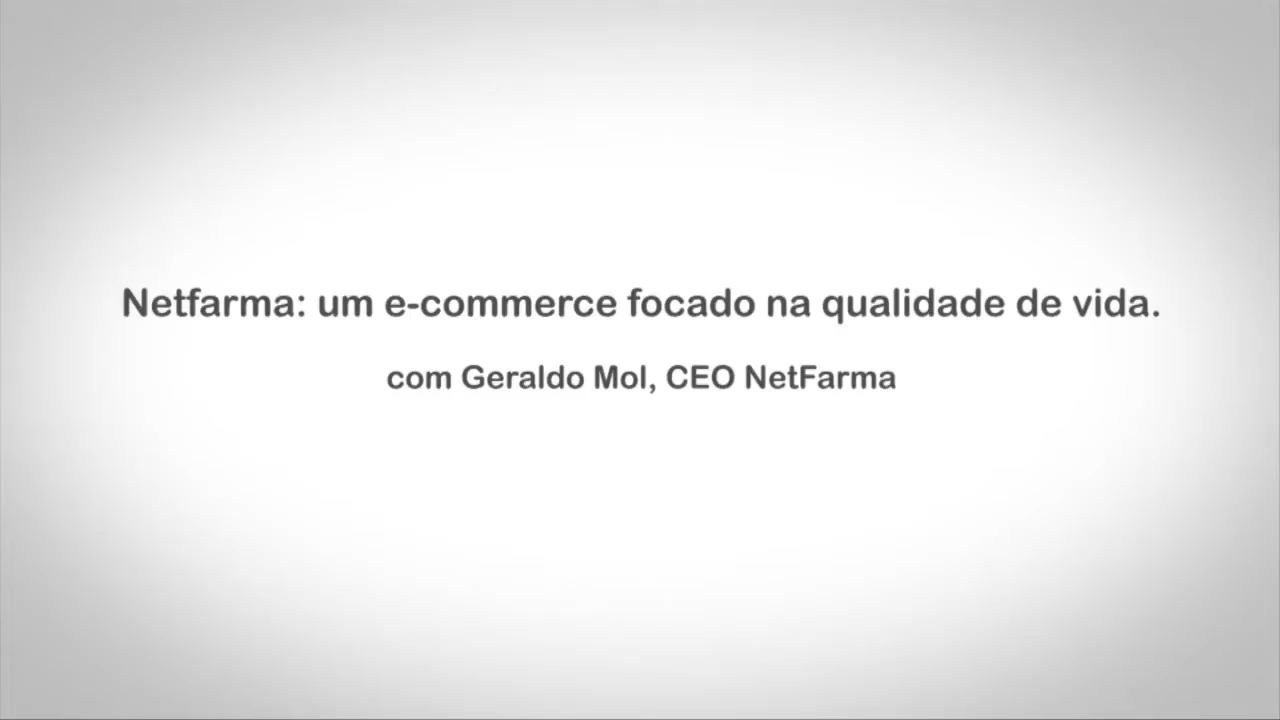 Netfarma: um e-commerce focado na qualidade de vida.
com Geraldo Mol, CEO NetFarma